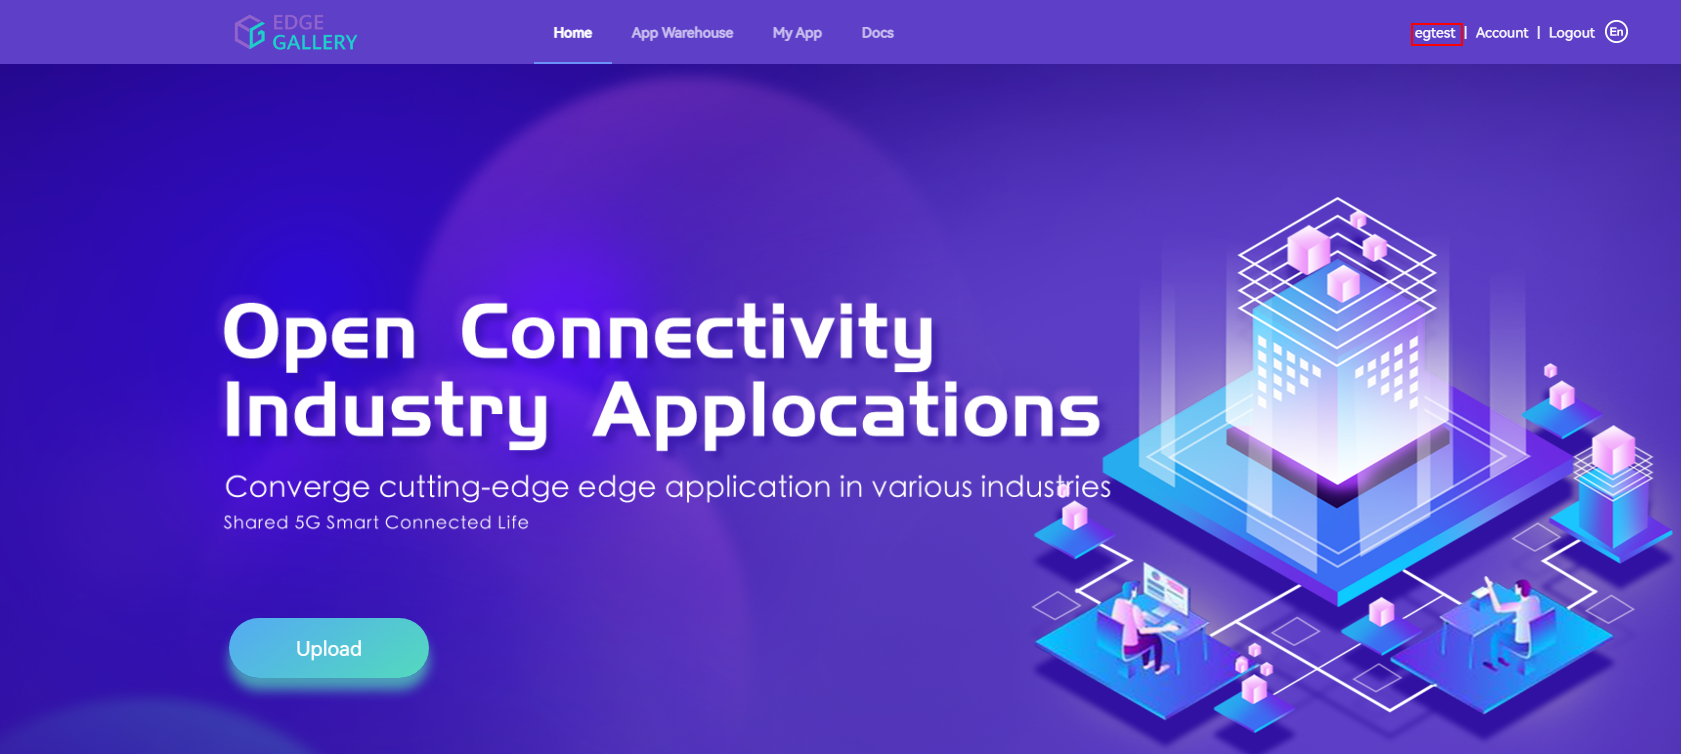 EDGE
GALLERY
Home App Warehouse My App Docs
egtest | Account | Logout En
Open Connectivity
Industry Applocations
Converge cutting-edge edge application in various industries
Shared 5G Smart Connected Life
Upload